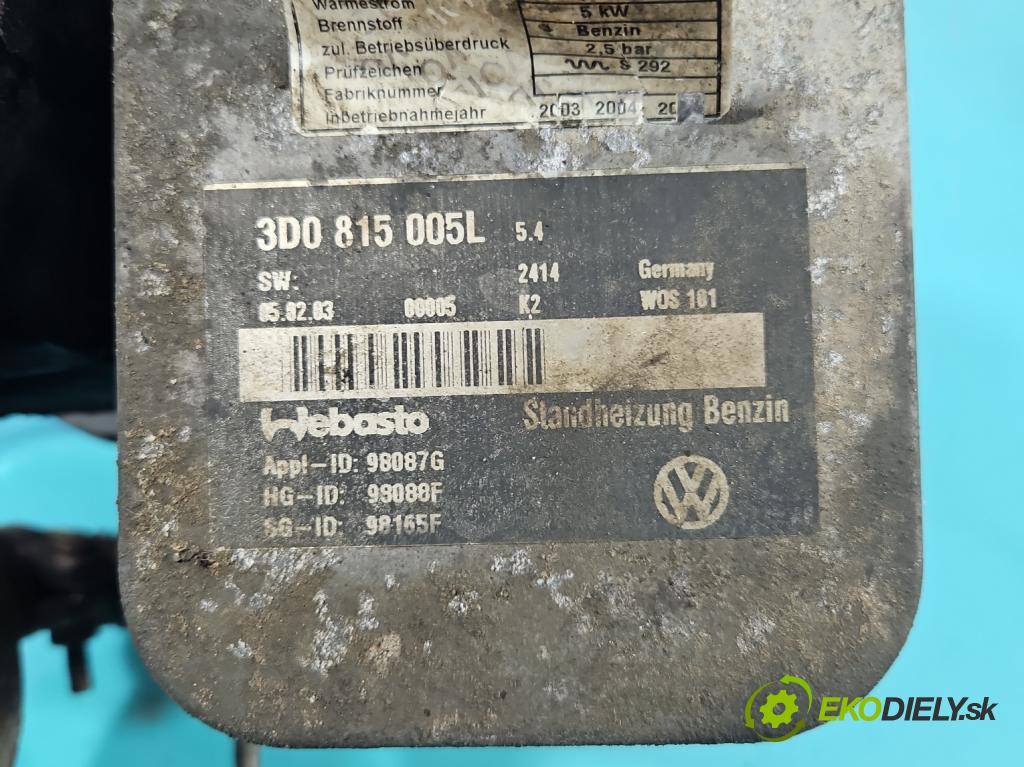 Wärmestrom
5 kW
Brennstoff Benzin
zul. Betriebsüberdruck 2,5 bar
Prüfzeichen S 292
Fabriknummer
Inbetriebnahmejahr 2003 2004
3D0 815 005L 5.4
SW: 2414 Germany
05.02.03 00005 K2 WOS 101
Webasto Standheizung Benzin
Appl-ID: 98087G
HG-ID: 98088F
SG-ID: 98165F
VW
EKODIELY.sk